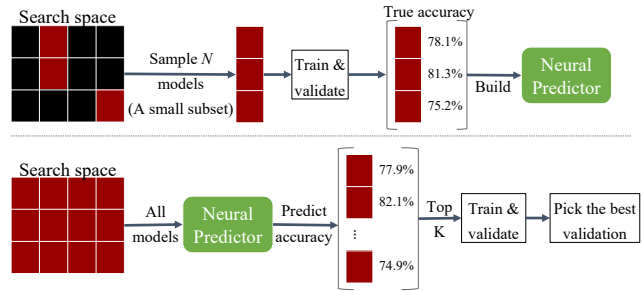 Search space
Sample N
models
(A small subset)
Train &
validate
True accuracy
78.1%
81.3%
75.2%
Build
Neural
Predictor
Search space
All
models
Neural
Predictor
Predict
accuracy
77.9%
82.1%
...
74.9%
Top
K
Train &
validate
Pick the best
validation